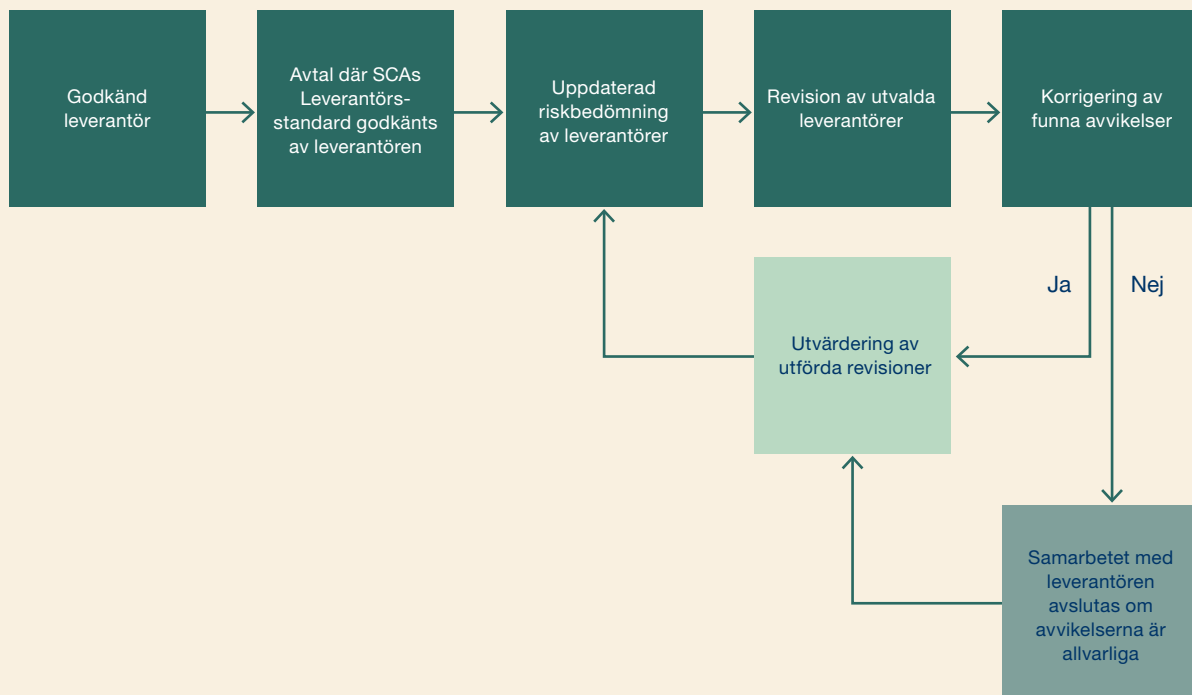 Godkänd
leverantör
Avtal där SCAs
Leverantörs-
standard godkänts
av leverantören
Uppdaterad
riskbedömning
av leverantörer
Revision av utvalda
leverantörer
Korrigering av
funna avvikelser
Ja
Nej
Utvärdering av
utförda revisioner
Samarbetet med
leverantören
avslutas om
avvikelserna är
allvarliga